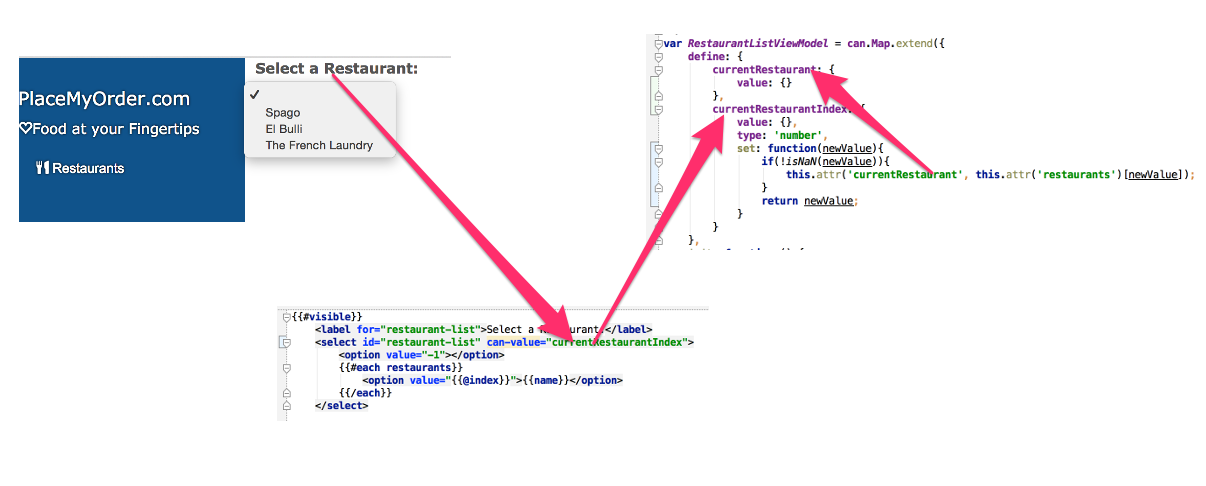 PlaceMyOrder.com
Food at your Fingertips
Restaurants
Select a Restaurant:
✓
Spago
El Bulli
The French Laundry
var RestaurantListViewModel = can.Map.extend({
define: {
currentRestaurant: {
value: {}
},
currentRestaurantIndex: {
value: {},
type: 'number',
set: function(newValue){
if(!isNaN(newValue)){
this.attr('currentRestaurant', this.attr('restaurants')[newValue]);
}
return newValue;
}
}
},
{{#visible}}
<label for="restaurant-list">Select a Restaurant:</label>
<select id="restaurant-list" can-value="currentRestaurantIndex">
<option value="-1"></option>
{{#each restaurants}}
<option value="{{@index}}">{{name}}</option>
{{/each}}
</select>